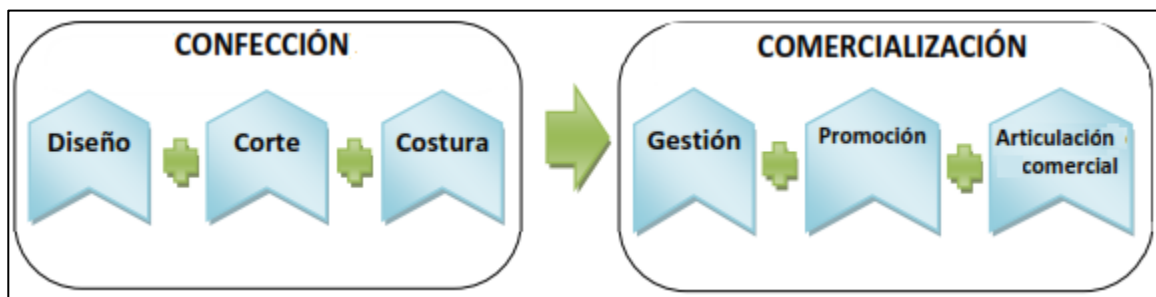 CONFECCIÓN
Diseño
Corte
Costura
COMERCIALIZACIÓN
Gestión
Promoción
Articulación
comercial